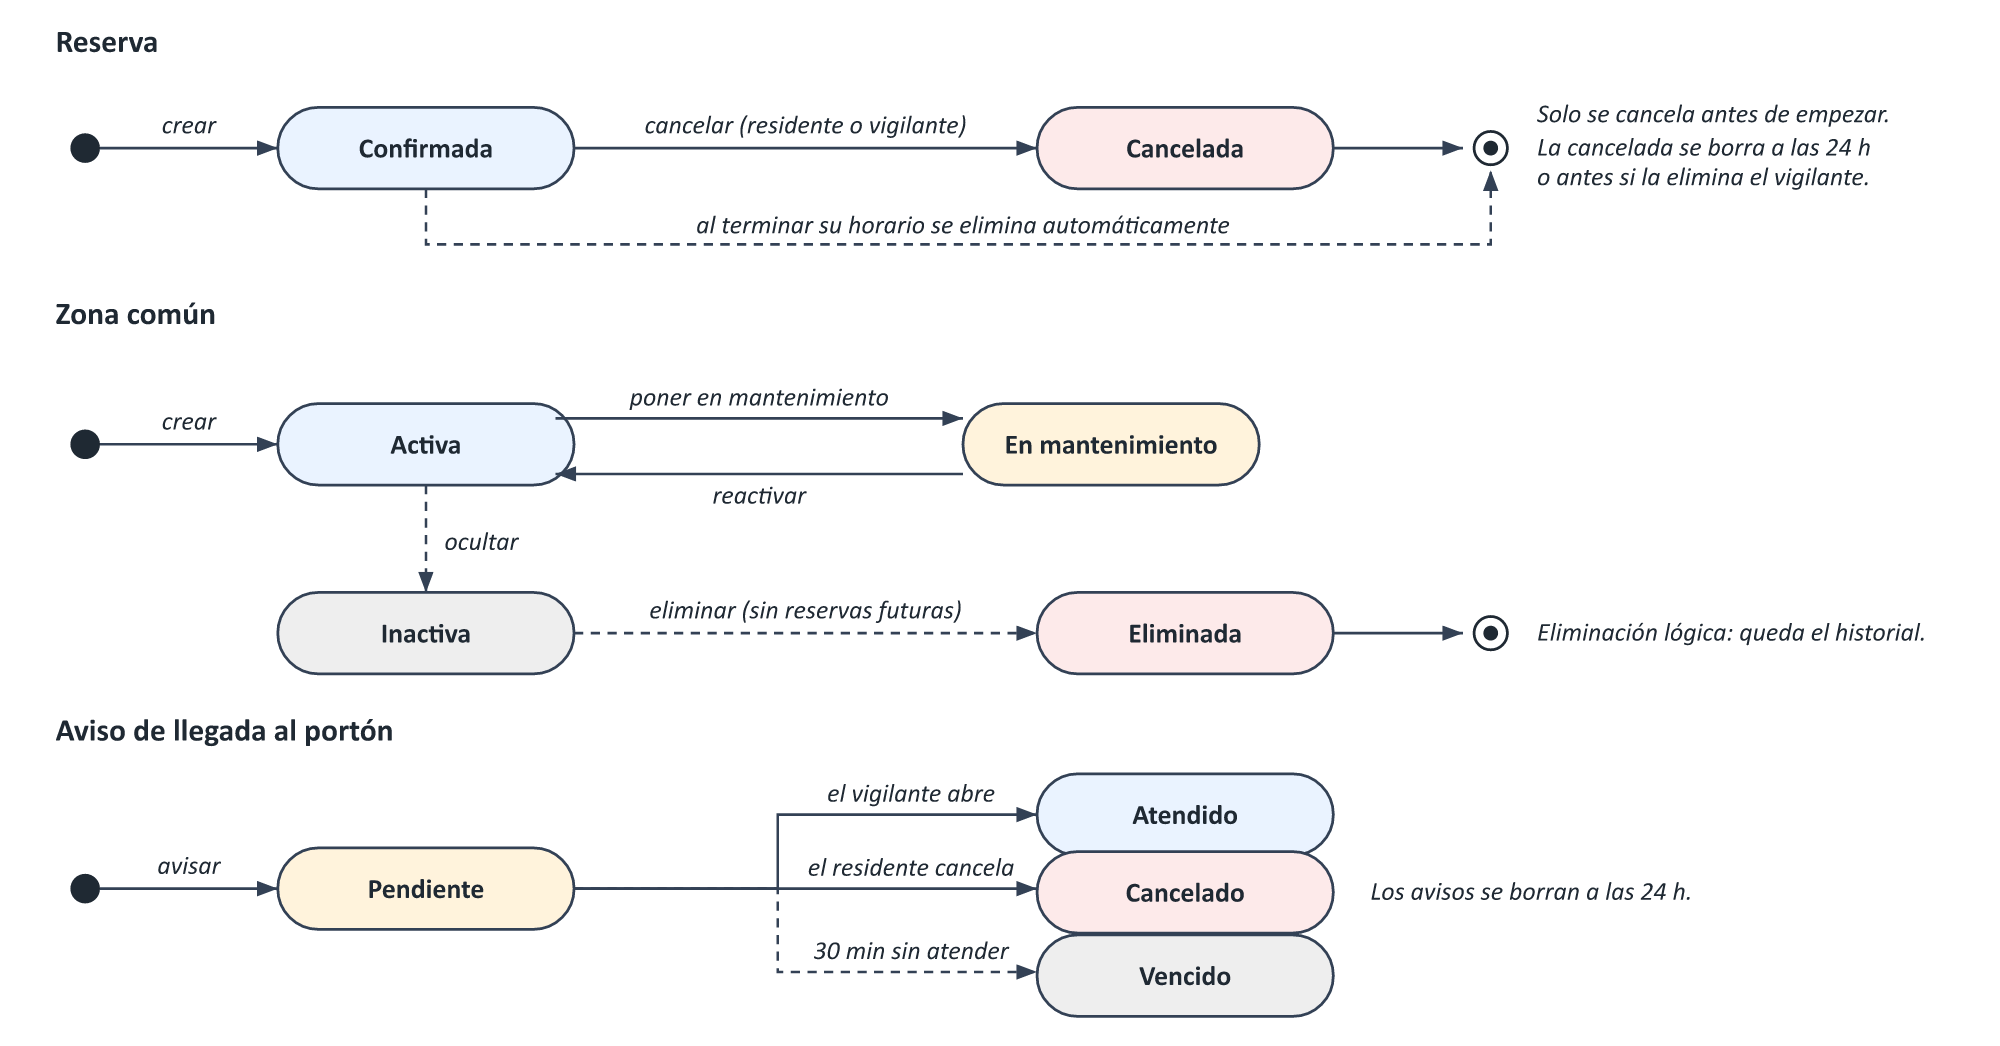 Reserva
crear
Confirmada
cancelar (residente o vigilante)
Cancelada
Solo se cancela antes de empezar.
La cancelada se borra a las 24 h
o antes si la elimina el vigilante.
al terminar su horario se elimina automáticamente
Zona común
crear
Activa
poner en mantenimiento
En mantenimiento
reactivar
ocultar
Inactiva
eliminar (sin reservas futuras)
Eliminada
Eliminación lógica: queda el historial.
Aviso de llegada al portón
avisar
Pendiente
el vigilante abre
Atendido
el residente cancela
Cancelado
Los avisos se borran a las 24 h.
30 min sin atender
Vencido